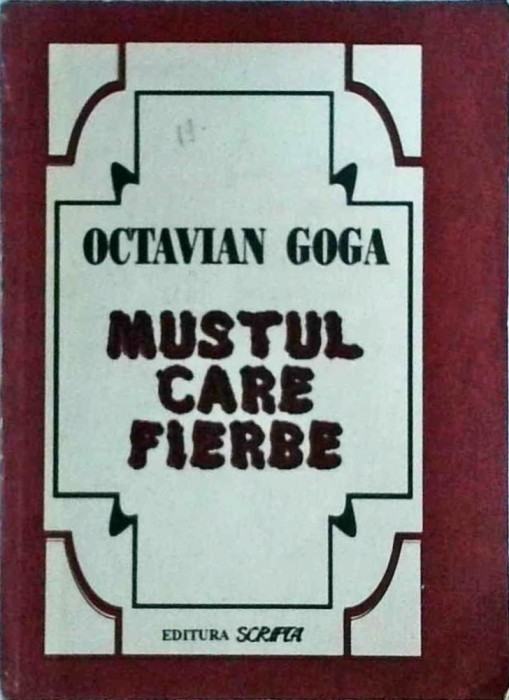 OCTAVIAN GOGA
MUSTUL
CARE
FIERBE
EDITURA SCRIPTA